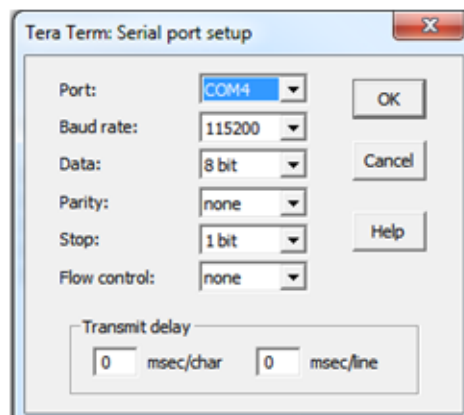 Tera Term: Serial port setup
Port: COM4 OK
Baud rate: 115200
Data: 8 bit Cancel
Parity: none
Stop: 1 bit Help
Flow control: none
Transmit delay
0 msec/char 0 msec/line